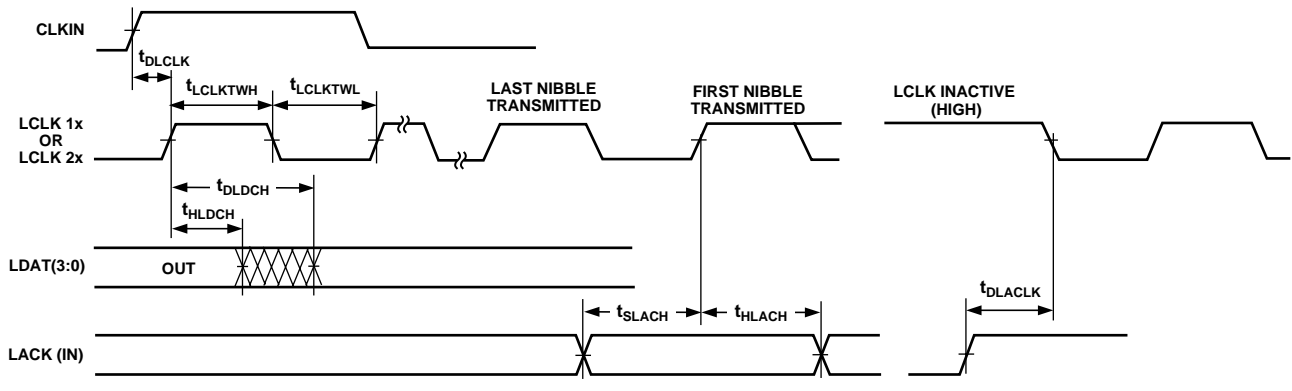 CLKIN
tDLCLK
tLCLKTWH
tLCLKTWL
LAST NIBBLE
TRANSMITTED
FIRST NIBBLE
TRANSMITTED
LCLK INACTIVE
(HIGH)
LCLK 1x
OR
LCLK 2x
tDLDCH
tHLDCH
LDAT(3:0)
OUT
tSLACH
tHLACH
tDLACLK
LACK (IN)